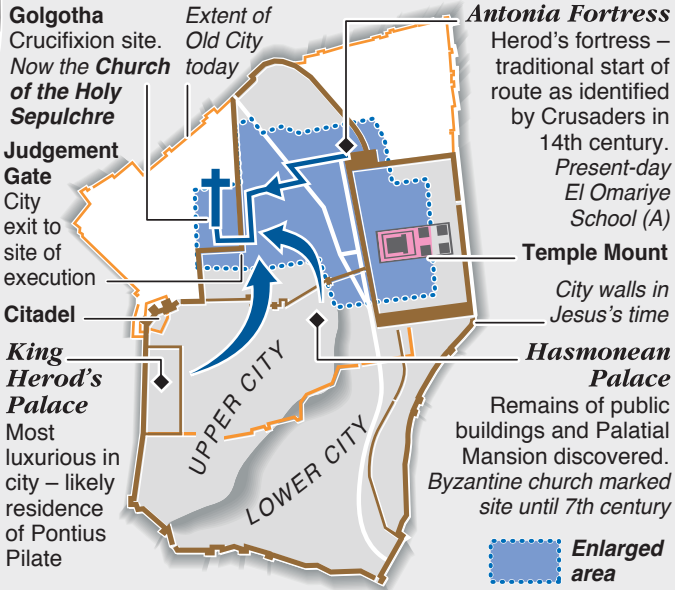 Golgotha
Crucifixion site.
Now the Church
of the Holy
Sepulchre
Extent of
Old City
today
Antonia Fortress
Herod’s fortress –
traditional start of
route as identified
by Crusaders in
14th century.
Present-day
El Omariye
School (A)
Judgement
Gate
City
exit to
site of
execution
Temple Mount
City walls in
Jesus’s time
Citadel
King
Herod’s
Palace
Most
luxurious in
city – likely
residence
of Pontius
Pilate
UPPER CITY
LOWER CITY
Hasmonean
Palace
Remains of public
buildings and Palatial
Mansion discovered.
Byzantine church marked
site until 7th century
Enlarged
area